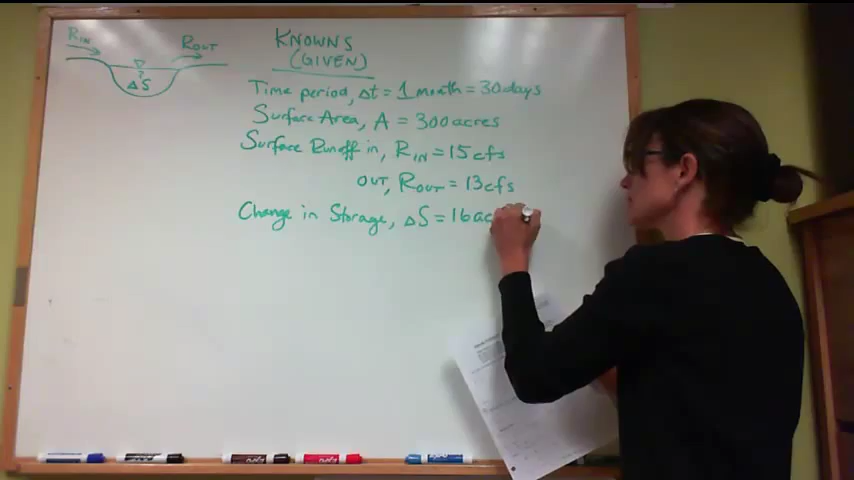 RIN
ROUT
ΔS
KNOWNS
(GIVEN)
Time period, Δt = 1 month = 30 days
Surface Area, A = 300 acres
Surface Runoff in, RIN = 15 cfs
OUT, ROUT = 13 cfs
Change in Storage, ΔS = 16 ac